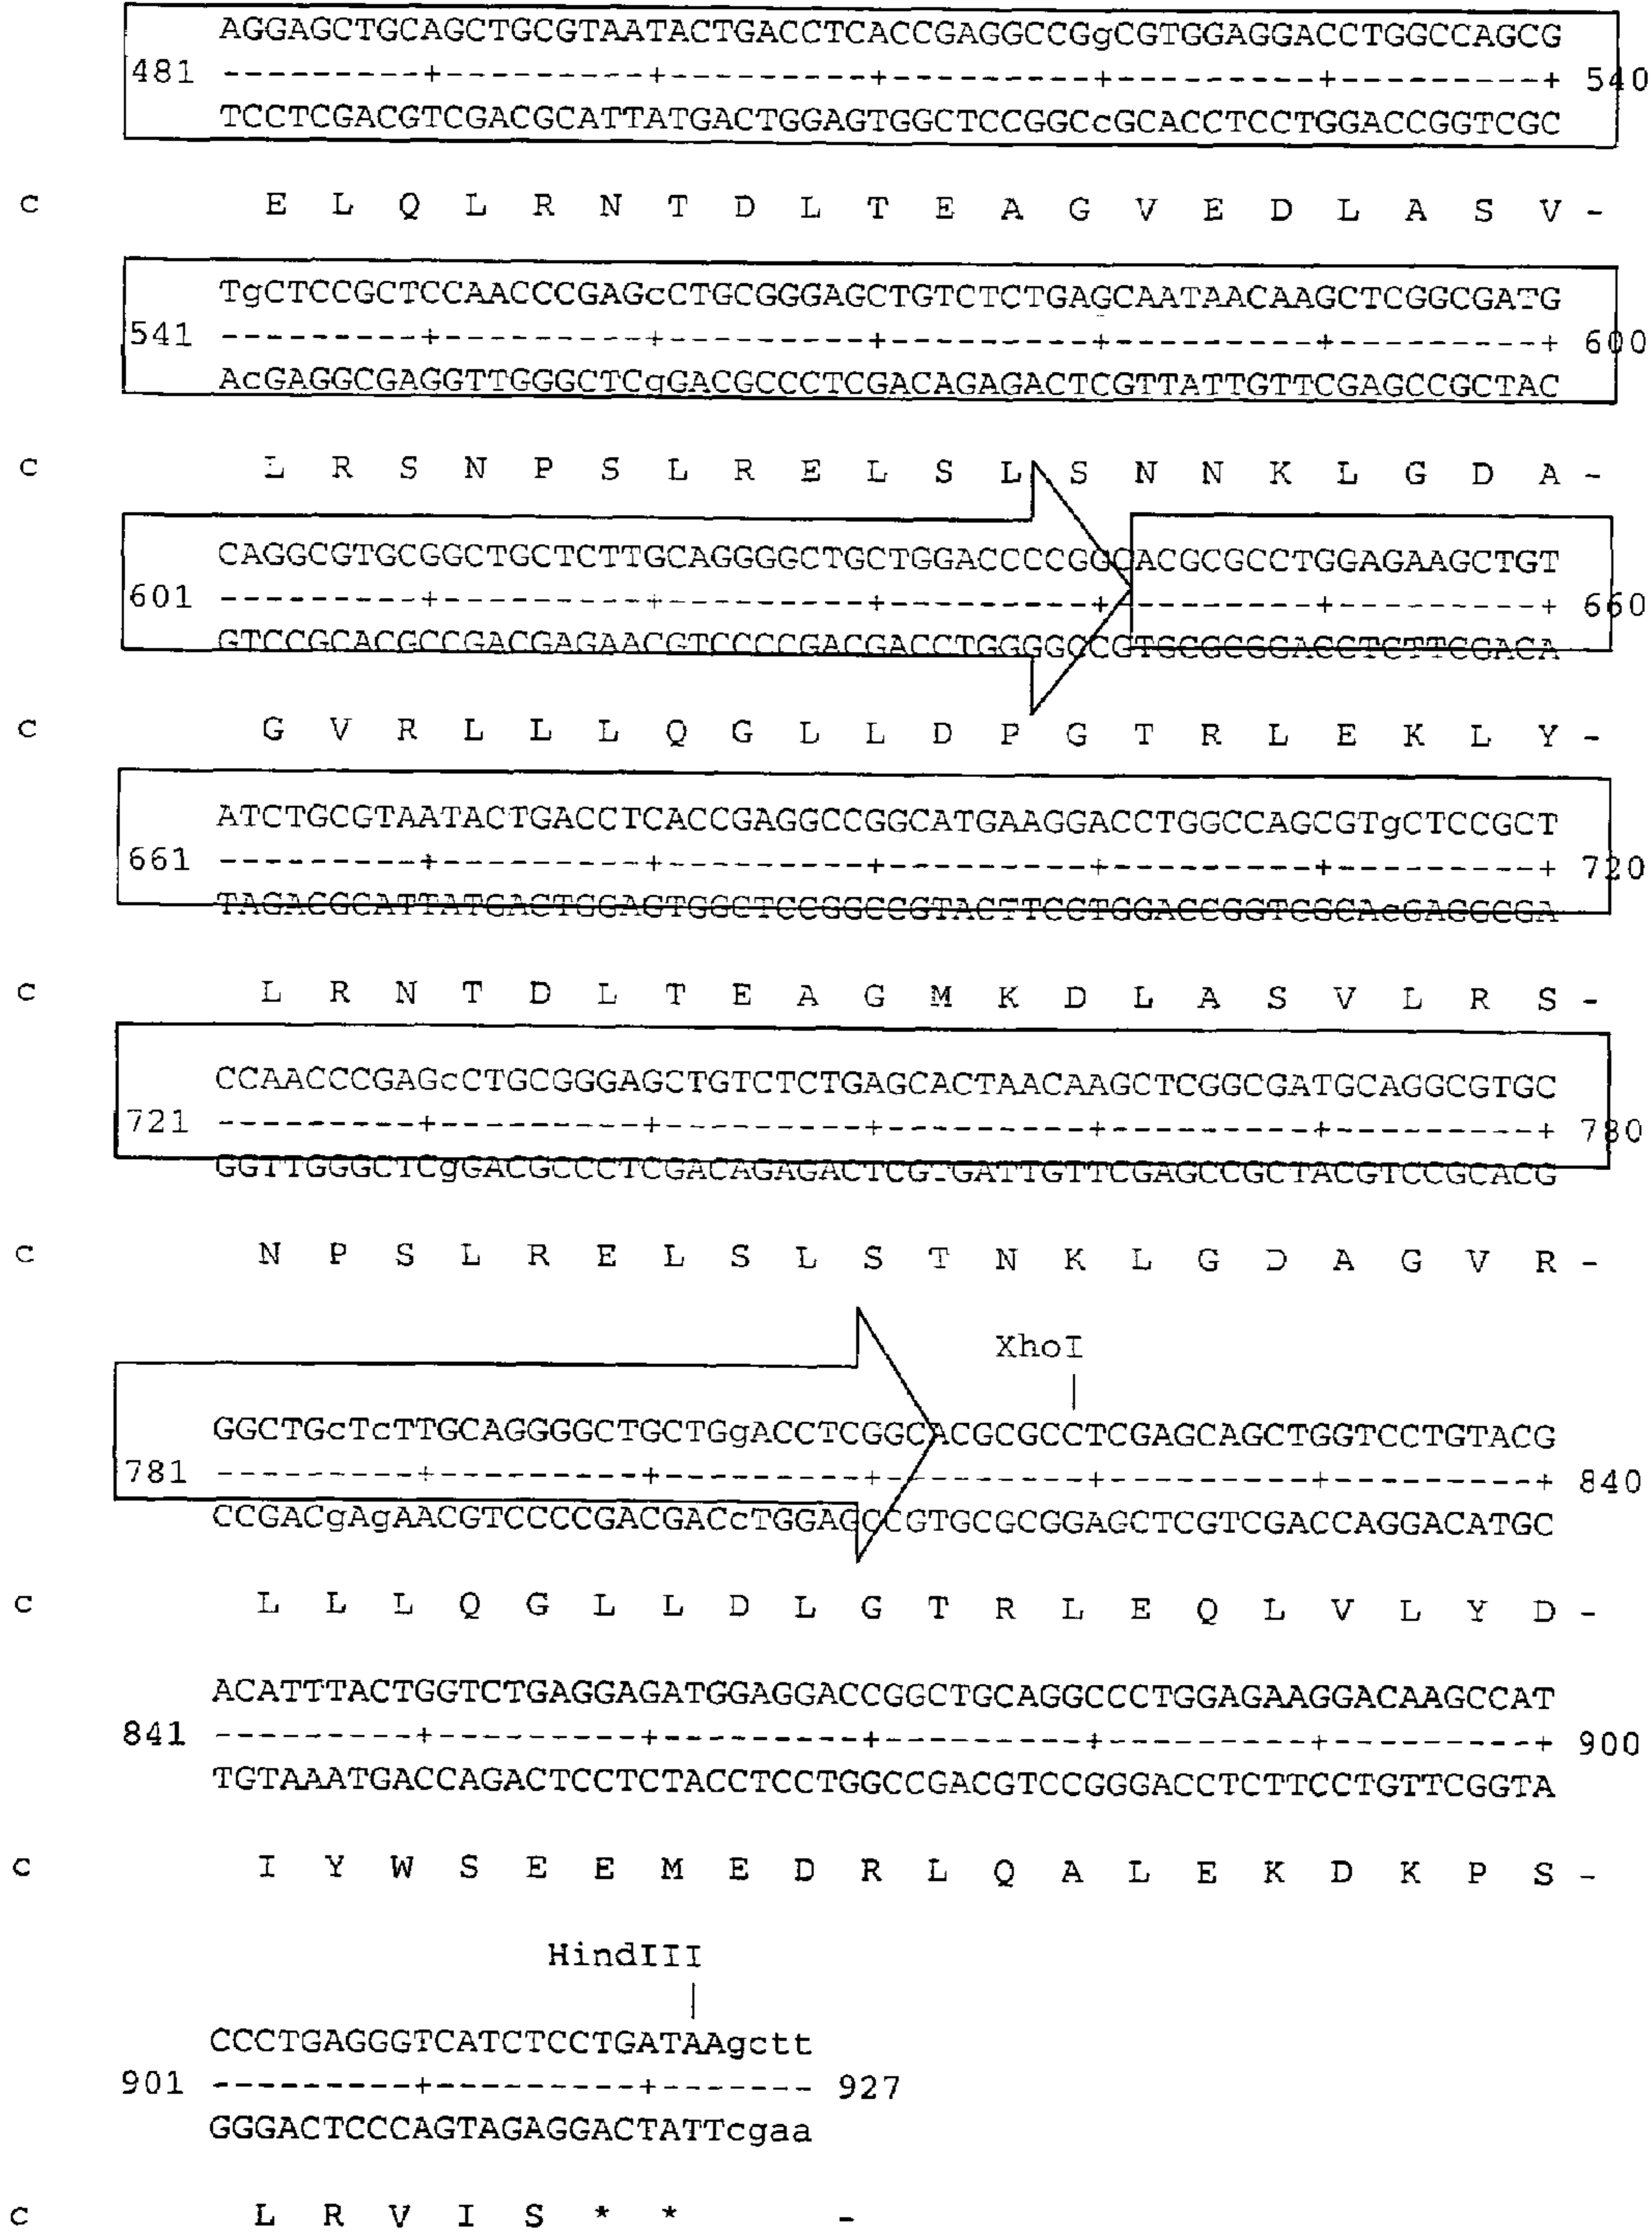 AGGAGCTGCAGCTGCGTAATACTGACCTCACCGAGGCCGgCGTGGAGGACCTGGCCAGCG
481 ---------+---------+---------+---------+---------+---------+ 540
TCCTCGACGTCGACGCATTATGACTGGAGTGGCTCCGGCcGCACCTCCTGGACCGGTCGC
c E L Q L R N T D L T E A G V E D L A S V -
TgCTCCGCTCCAACCCGAGcCTGCGGGAGCTGTCTCTGAGCAATAACAAGCTCGGCGATG
541 ---------+---------+---------+---------+---------+---------+ 600
AcGAGGCGAGGTTGGGCTCgGACGCCCTCGACAGAGACTCGTTATTGTTCGAGCCGCTAC
c L R S N P S L R E L S L S N N K L G D A -
CAGGCGTGCGGCTGCTCTTGCAGGGGCTGCTGGACCCCGGCACGCGCCTGGAGAAGCTGT
601 ---------+---------+---------+---------+---------+---------+ 660
GTCCGCACGCCGACGAGAACGTCCCCGACGACCTGGGGCCGTGCGCGGACCTCTTCGACA
c G V R L L L Q G L L D P G T R L E K L Y -
ATCTGCGTAATACTGACCTCACCGAGGCCGGCATGAAGGACCTGGCCAGCGTgCTCCGCT
661 ---------+---------+---------+---------+---------+---------+ 720
TAGACGCATTATGACTGGAGTGGCTCCGGCCGTACTTCCTGGACCGGTCGCAcGAGGCGA
c L R N T D L T E A G M K D L A S V L R S -
CCAACCCGAGcCTGCGGGAGCTGTCTCTGAGCACTAACAAGCTCGGCGATGCAGGCGTGC
721 ---------+---------+---------+---------+---------+---------+ 780
GGTTGGGCTCgGACGCCCTCGACAGAGACTCGTGATTGTTCGAGCCGCTACGTCCGCACG
c N P S L R E L S L S T N K L G D A G V R -
XhoI
|
GGCTGcTcTTGCAGGGGCTGCTGgACCTCGGCACGCGCCTCGAGCAGCTGGTCCTGTACG
781 ---------+---------+---------+---------+---------+---------+ 840
CCGACgAgAACGTCCCCGACGACcTGGAGCCGTGCGCGGAGCTCGTCGACCAGGACATGC
c L L L Q G L L D L G T R L E Q L V L Y D -
ACATTTACTGGTCTGAGGAGATGGAGGACCGGCTGCAGGCCCTGGAGAAGGACAAGCCAT
841 ---------+---------+---------+---------+---------+---------+ 900
TGTAAATGACCAGACTCCTCTACCTCCTGGCCGACGTCCGGGACCTCTTCCTGTTCGGTA
c I Y W S E E M E D R L Q A L E K D K P S -
HindIII
|
CCCTGAGGGTCATCTCCTGATAAgctt
901 ---------+---------+------- 927
GGGACTCCCAGTAGAGGACTATTcgaa
c L R V I S * * -